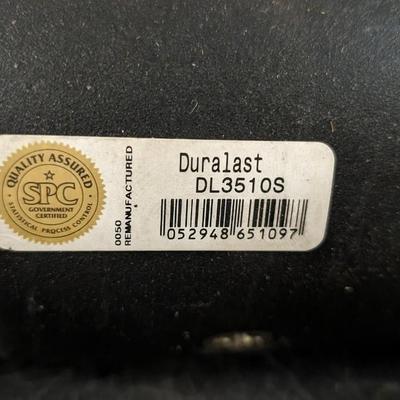 QUALITY ASSURED
SPC
GOVERNMENT
CERTIFIED
STATISTICAL PROCESS CONTROL
0050
REMANUFACTURED
Duralast
DL3510S
052948 651097